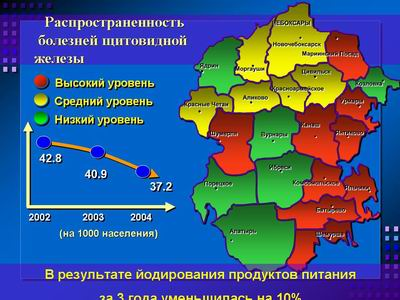 Распространенность
болезней щитовидной
железы
Высокий уровень
Средний уровень
Низкий уровень
42.8
40.9
37.2
2002 2003 2004
(на 1000 населения)
ЧЕБОКСАРЫ
Новочебоксарск
Мариинский Посад
Ядрин
Моргауши
Цивильск
Козловка
Красноармейское
Аликово
Красные Четаи
Урмары
Канаш
Шумерля
Вурнары
Янтиково
Ибреси
Порецкое
Комсомольское
Яльчики
Батырево
Алатырь
Шемурша
В результате йодирования продуктов питания
за 3 года уменьшилась на 10%